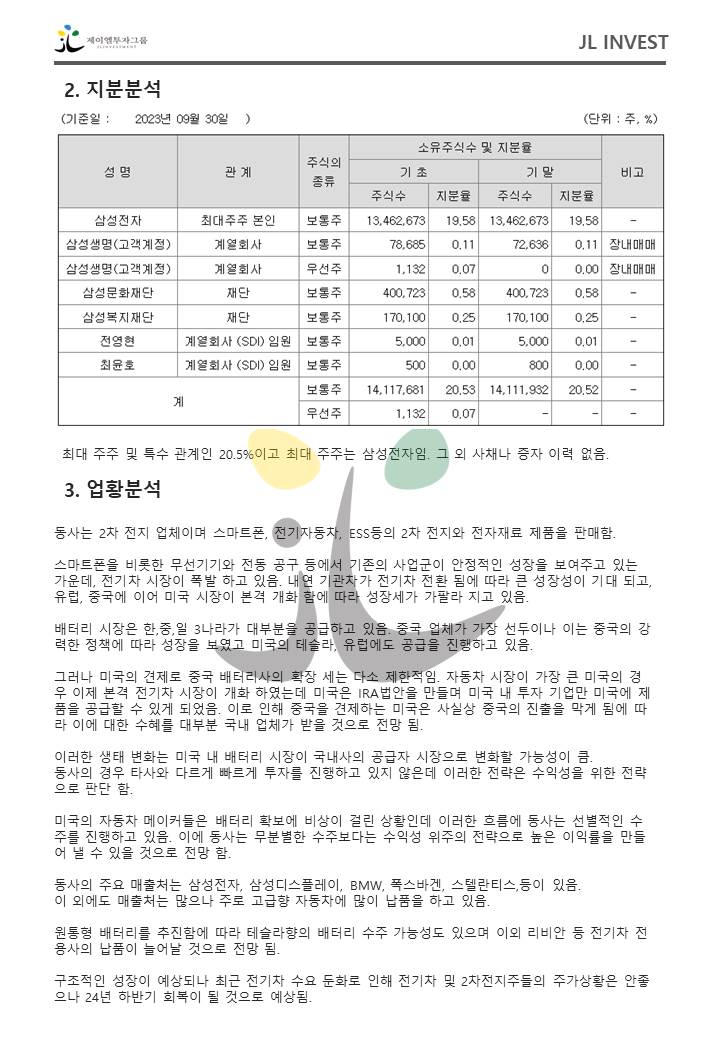 제이엘투자그룹
JLINVESTMENT
JL INVEST
2. 지분분석
(기준일 : 2023년 09월 30일 )
(단위 : 주, %)
성 명 관 계 주식의 종류 소유주식수 및 지분율 비고
기 초 기 말
주식수 지분율 주식수 지분율
삼성전자 최대주주 본인 보통주 13,462,673 19.58 13,462,673 19.58 -
삼성생명(고객계정) 계열회사 보통주 78,685 0.11 72,636 0.11 장내매매
삼성생명(고객계정) 계열회사 우선주 1,132 0.07 0 0.00 장내매매
삼성문화재단 재단 보통주 400,723 0.58 400,723 0.58 -
삼성복지재단 재단 보통주 170,100 0.25 170,100 0.25 -
전영현 계열회사 (SDI) 임원 보통주 5,000 0.01 5,000 0.01 -
최윤호 계열회사 (SDI) 임원 보통주 500 0.00 800 0.00 -
계 보통주 14,117,681 20.53 14,111,932 20.52 -
우선주 1,132 0.07 - - -
최대 주주 및 특수 관계인 20.5%이고 최대 주주는 삼성전자임. 그 외 사채나 증자 이력 없음.
3. 업황분석
동사는 2차 전지 업체이며 스마트폰, 전기자동차, ESS등의 2차 전지와 전자재료 제품을 판매함.
스마트폰을 비롯한 무선기기와 전동 공구 등에서 기존의 사업군이 안정적인 성장을 보여주고 있는
가운데, 전기차 시장이 폭발 하고 있음. 내연 기관차가 전기차 전환 됨에 따라 큰 성장성이 기대 되고,
유럽, 중국에 이어 미국 시장이 본격 개화 함에 따라 성장세가 가팔라 지고 있음.
배터리 시장은 한,중,일 3나라가 대부분을 공급하고 있음. 중국 업체가 가장 선두이나 이는 중국의 강
력한 정책에 따라 성장을 보였고 미국의 테슬라, 유럽에도 공급을 진행하고 있음.
그러나 미국의 견제로 중국 배터리사의 확장 세는 다소 제한적임. 자동차 시장이 가장 큰 미국의 경
우 이제 본격 전기차 시장이 개화 하였는데 미국은 IRA법안을 만들며 미국 내 투자 기업만 미국에 제
품을 공급할 수 있게 되었음. 이로 인해 중국을 견제하는 미국은 사실상 중국의 진출을 막게 됨에 따
라 이에 대한 수혜를 대부분 국내 업체가 받을 것으로 전망 됨.
이러한 생태 변화는 미국 내 배터리 시장이 국내사의 공급자 시장으로 변화할 가능성이 큼.
동사의 경우 타사와 다르게 빠르게 투자를 진행하고 있지 않은데 이러한 전략은 수익성을 위한 전략
으로 판단 함.
미국의 자동차 메이커들은 배터리 확보에 비상이 걸린 상황인데 이러한 흐름에 동사는 선별적인 수
주를 진행하고 있음. 이에 동사는 무분별한 수주보다는 수익성 위주의 전략으로 높은 이익률을 만들
어 낼 수 있을 것으로 전망 함.
동사의 주요 매출처는 삼성전자, 삼성디스플레이, BMW, 폭스바겐, 스텔란티스,등이 있음.
이 외에도 매출처는 많으나 주로 고급향 자동차에 많이 납품을 하고 있음.
원통형 배터리를 추진함에 따라 테슬라향의 배터리 수주 가능성도 있으며 이외 리비안 등 전기차 전
용사의 납품이 늘어날 것으로 전망 됨.
구조적인 성장이 예상되나 최근 전기차 수요 둔화로 인해 전기차 및 2차전지주들의 주가상황은 안좋
으나 24년 하반기 회복이 될 것으로 예상됨.